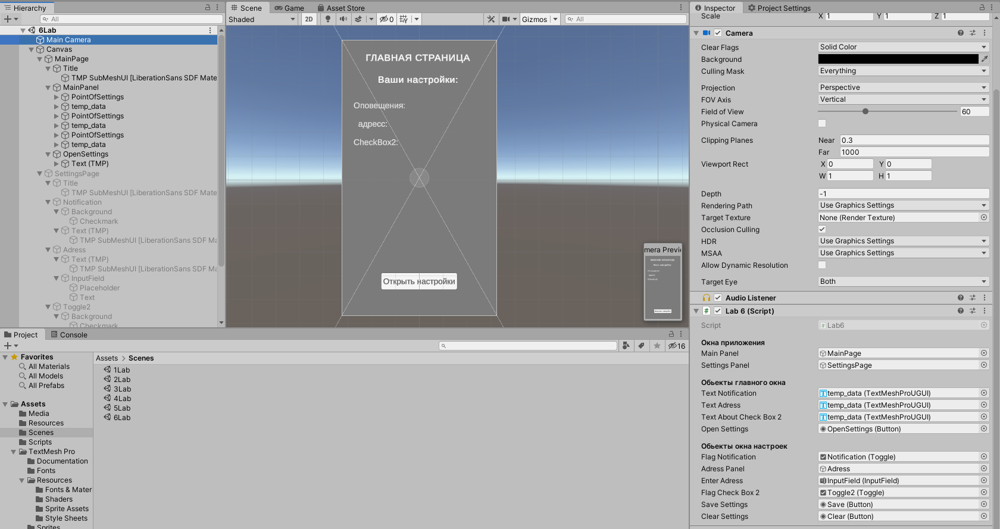 Hierarchy
All
6Lab
Main Camera
Canvas
MainPage
Title
TMP SubMeshUI [LiberationSans SDF Mate
MainPanel
PointOfSettings
temp_data
PointOfSettings
temp_data
PointOfSettings
temp_data
OpenSettings
Text (TMP)
SettingsPage
Title
TMP SubMeshUI [LiberationSans SDF Mate
Notification
Background
Checkmark
Text (TMP)
TMP SubMeshUI [LiberationSans SDF Ma
Adress
Text (TMP)
TMP SubMeshUI [LiberationSans SDF Ma
InputField
Placeholder
Text
Toggle2
Background
Checkmark
Scene Game Asset Store
Shaded 2D 0 Gizmos All
ГЛАВНАЯ СТРАНИЦА
Ваши настройки:
Оповещения:
адресс:
CheckBox2:
Открыть настройки
mera Previe
Inspector Project Settings
Scale X 1 Y 1 Z 1
Camera
Clear Flags Solid Color
Background
Culling Mask Everything
Projection Perspective
FOV Axis Vertical
Field of View 60
Physical Camera
Clipping Planes Near 0.3
Far 1000
Viewport Rect X 0 Y 0
W 1 H 1
Depth -1
Rendering Path Use Graphics Settings
Target Texture None (Render Texture)
Occlusion Culling
HDR Use Graphics Settings
MSAA Use Graphics Settings
Allow Dynamic Resolution
Target Eye Both
Audio Listener
# Lab 6 (Script)
Script # Lab6
Окна приложения
Main Panel MainPage
Settings Panel SettingsPage
Обьекты главного окна
Text Notification temp_data (TextMeshProUGUI)
Text Adress temp_data (TextMeshProUGUI)
Text About Check Box 2 temp_data (TextMeshProUGUI)
Open Settings OpenSettings (Button)
Обьекты окна настроек
Flag Notification Notification (Toggle)
Adress Panel Adress
Enter Adress InputField (InputField)
Flag Check Box 2 Toggle2 (Toggle)
Save Settings Save (Button)
Clear Settings Clear (Button)
Project Console
16
Favorites
All Materials
All Models
All Prefabs
Assets
Media
Resources
Scenes
Scripts
TextMesh Pro
Documentation
Fonts
Resources
Fonts & Mater
Shaders
Sprite Assets
Style Sheets
Sprites
Assets > Scenes
1Lab
2Lab
3Lab
4Lab
5Lab
6Lab